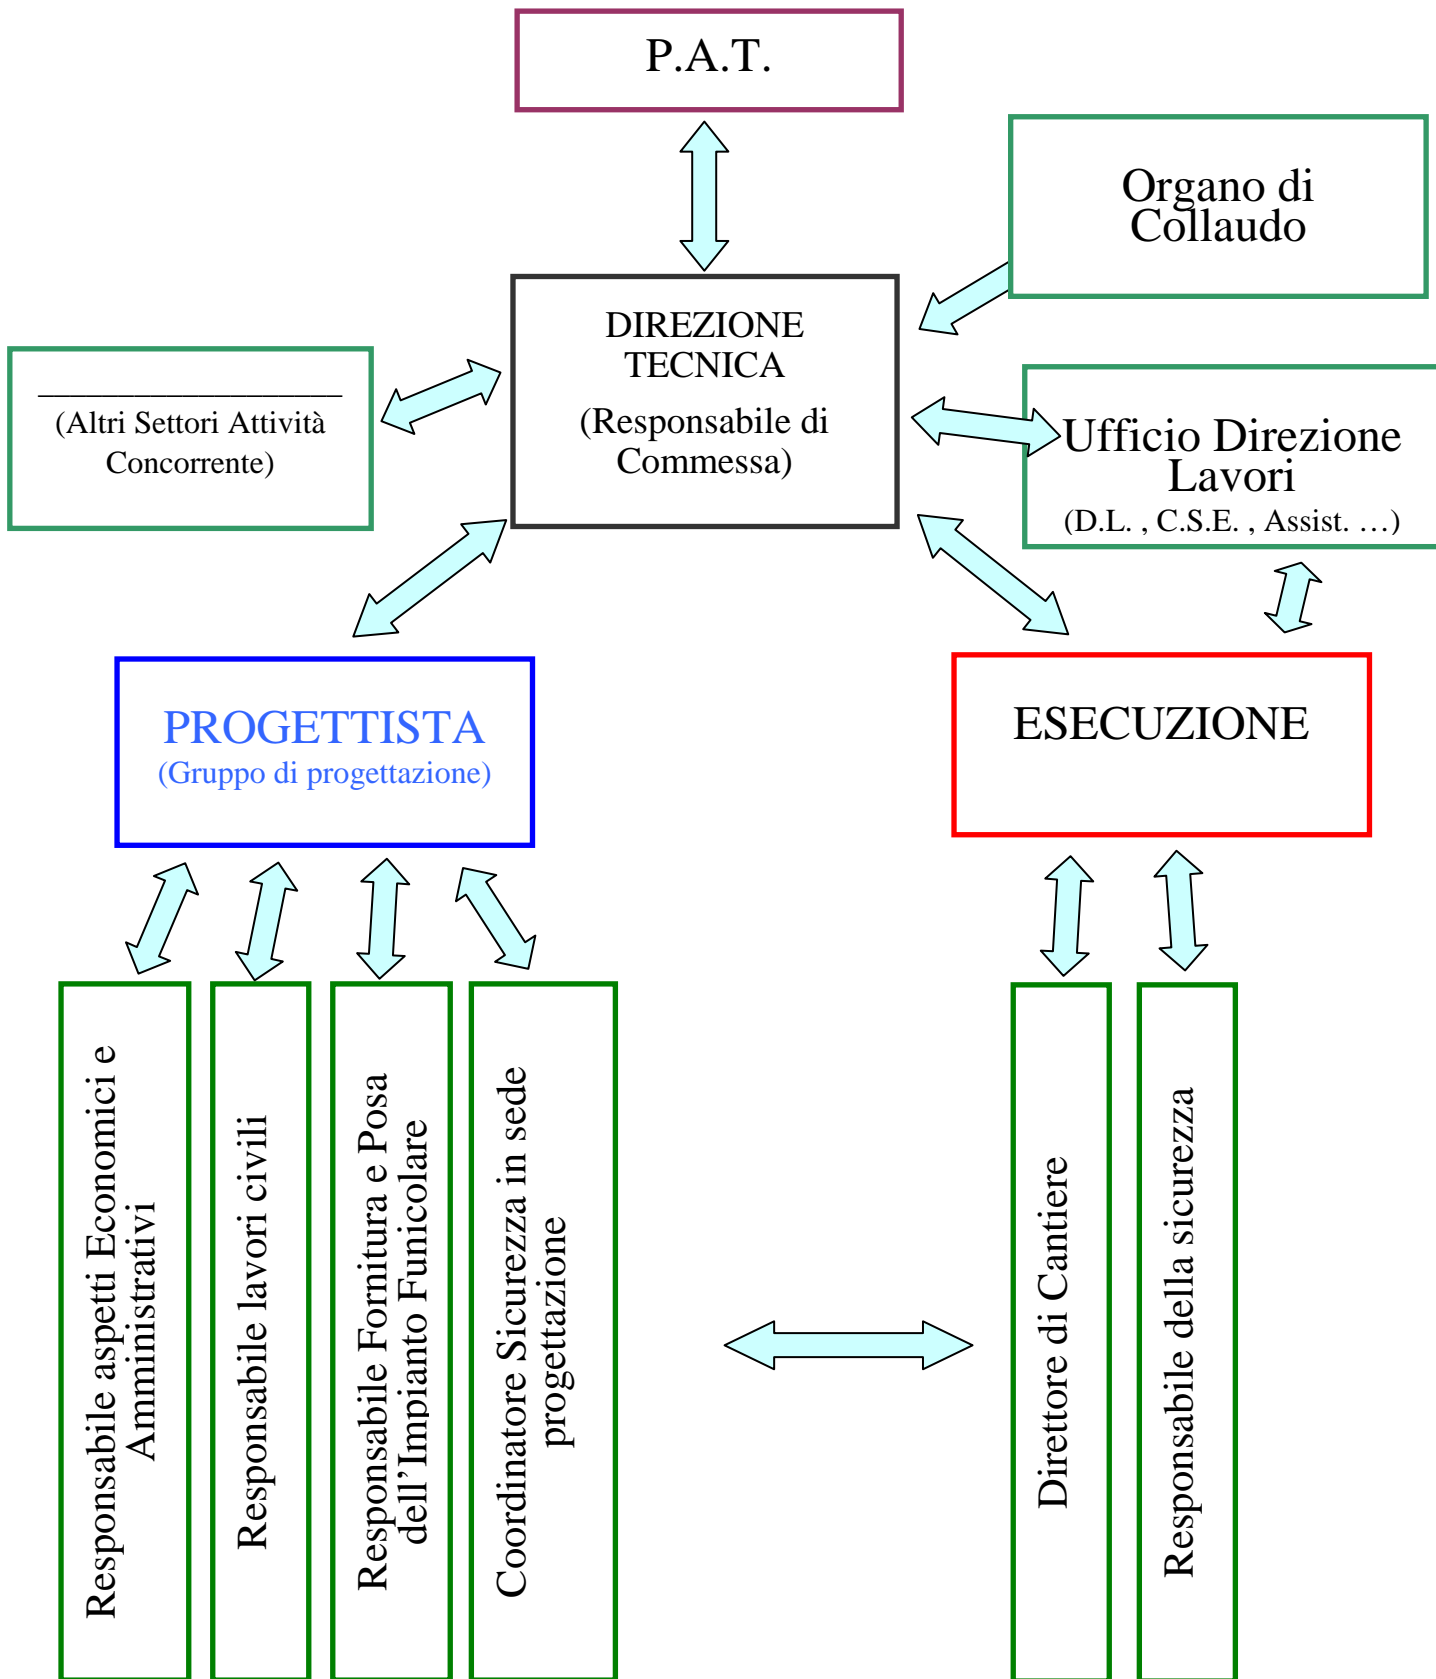 P.A.T.
Organo di
Collaudo
DIREZIONE
TECNICA
(Responsabile di
Commessa)
___________________
(Altri Settori Attività
Concorrente)
Ufficio Direzione
Lavori
(D.L. , C.S.E. , Assist. …)
PROGETTISTA
(Gruppo di progettazione)
ESECUZIONE
Responsabile aspetti Economici e
Amministrativi
Responsabile lavori civili
Responsabile Fornitura e Posa
dell’Impianto Funicolare
Coordinatore Sicurezza in sede
progettazione
Direttore di Cantiere
Responsabile della sicurezza